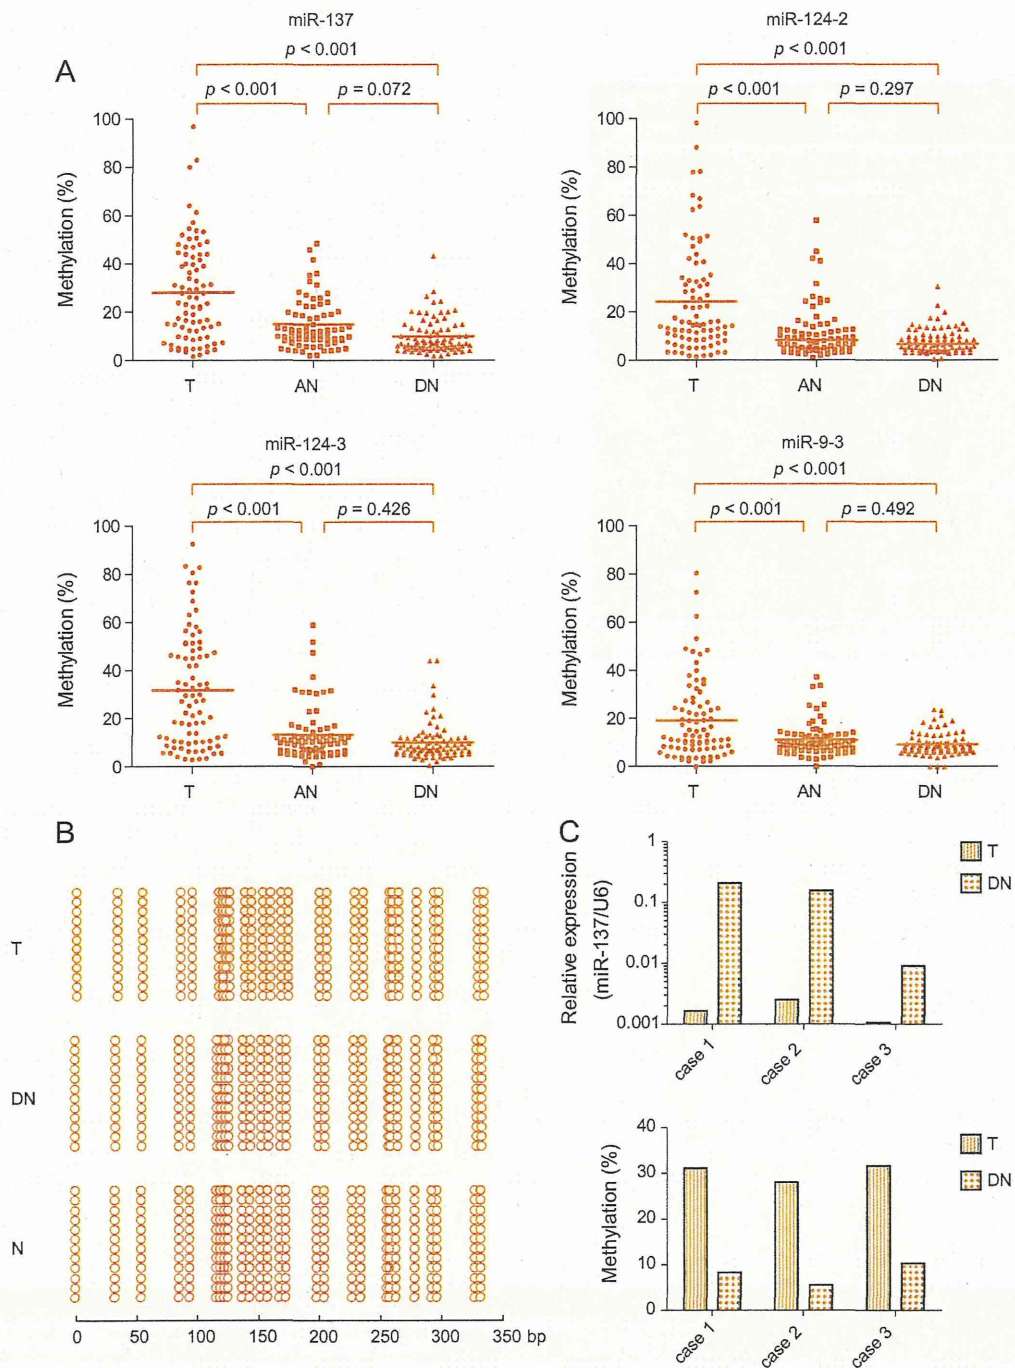 A
miR-137
p < 0.001
p < 0.001 p = 0.072
Methylation (%)
100
80
60
40
20
0
T AN DN
miR-124-2
p < 0.001
p < 0.001 p = 0.297
Methylation (%)
100
80
60
40
20
0
T AN DN
miR-124-3
p < 0.001
p < 0.001 p = 0.426
Methylation (%)
100
80
60
40
20
0
T AN DN
miR-9-3
p < 0.001
p < 0.001 p = 0.492
Methylation (%)
100
80
60
40
20
0
T AN DN
B
T
DN
N
0 50 100 150 200 250 300 350 bp
C
Relative expression
(miR-137/U6)
1
0.1
0.01
0.001
case 1 case 2 case 3
T
DN
Methylation (%)
40
30
20
10
0
case 1 case 2 case 3
T
DN